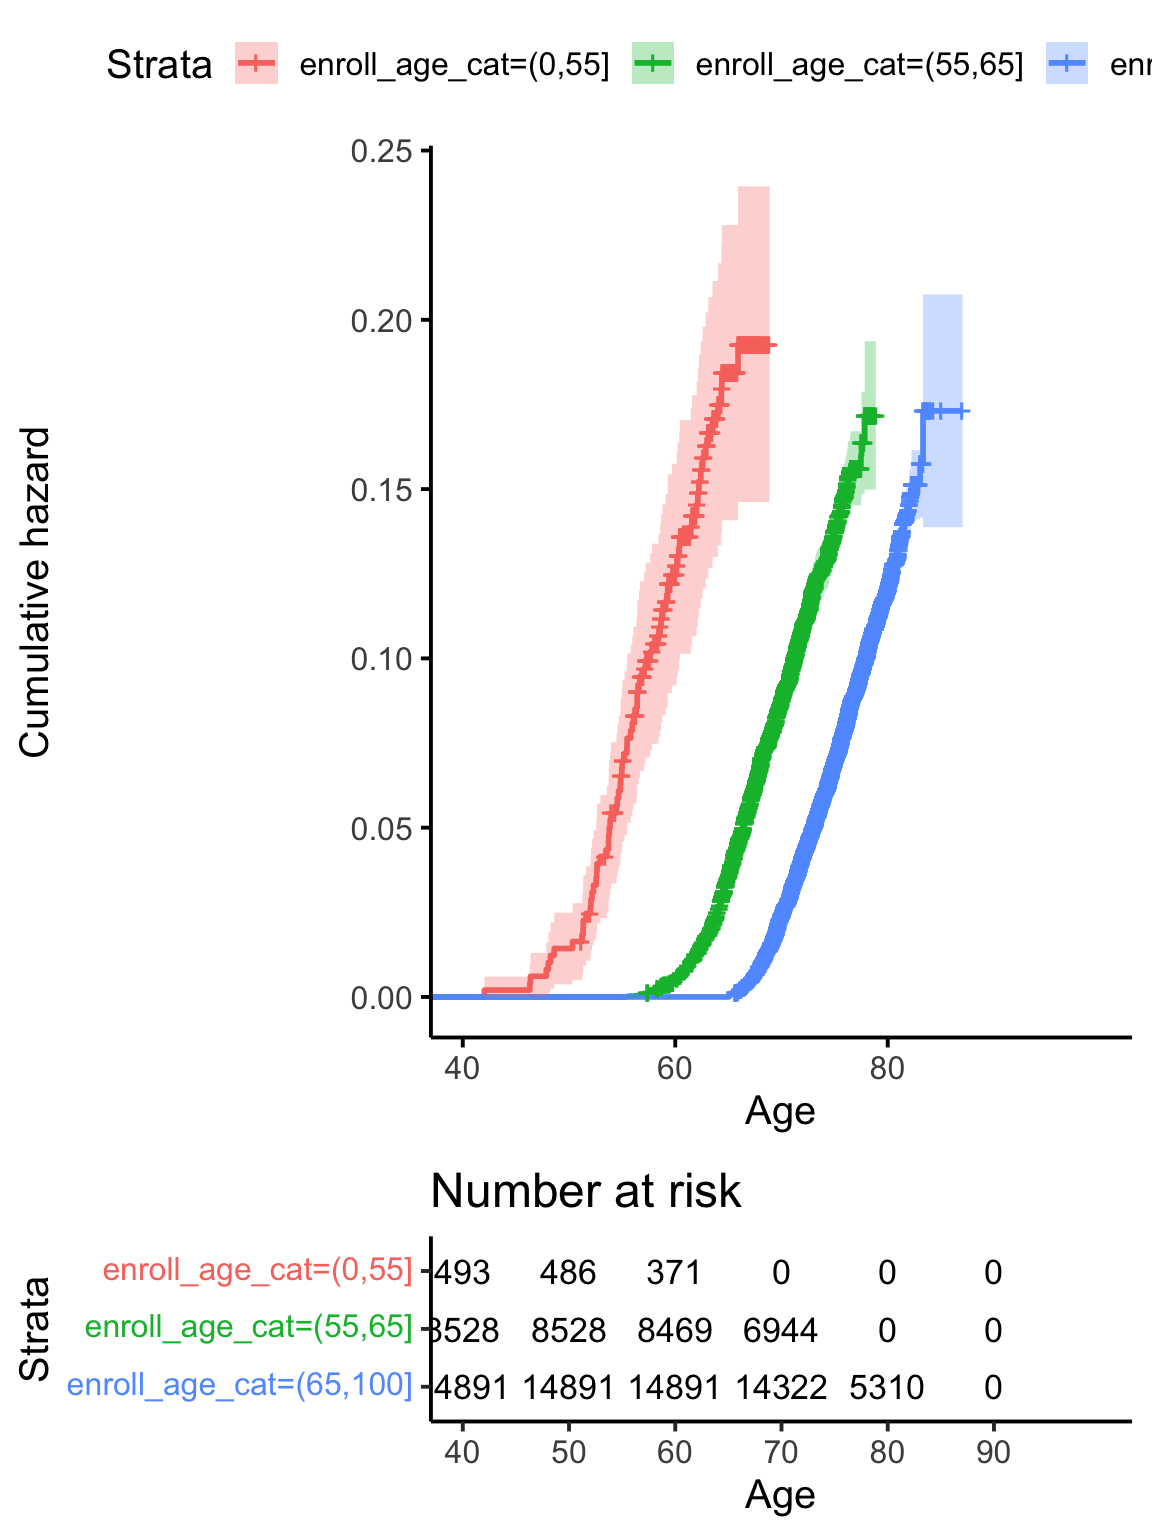 Strata enroll_age_cat=(0,55] enroll_age_cat=(55,65] enr
0.25
0.20
0.15
0.10
0.05
0.00
Cumulative hazard
40 60 80
Age
Number at risk
Strata
enroll_age_cat=(0,55] 493 486 371 0 0 0
enroll_age_cat=(55,65] 8528 8528 8469 6944 0 0
enroll_age_cat=(65,100] 4891 14891 14891 14322 5310 0
40 50 60 70 80 90
Age